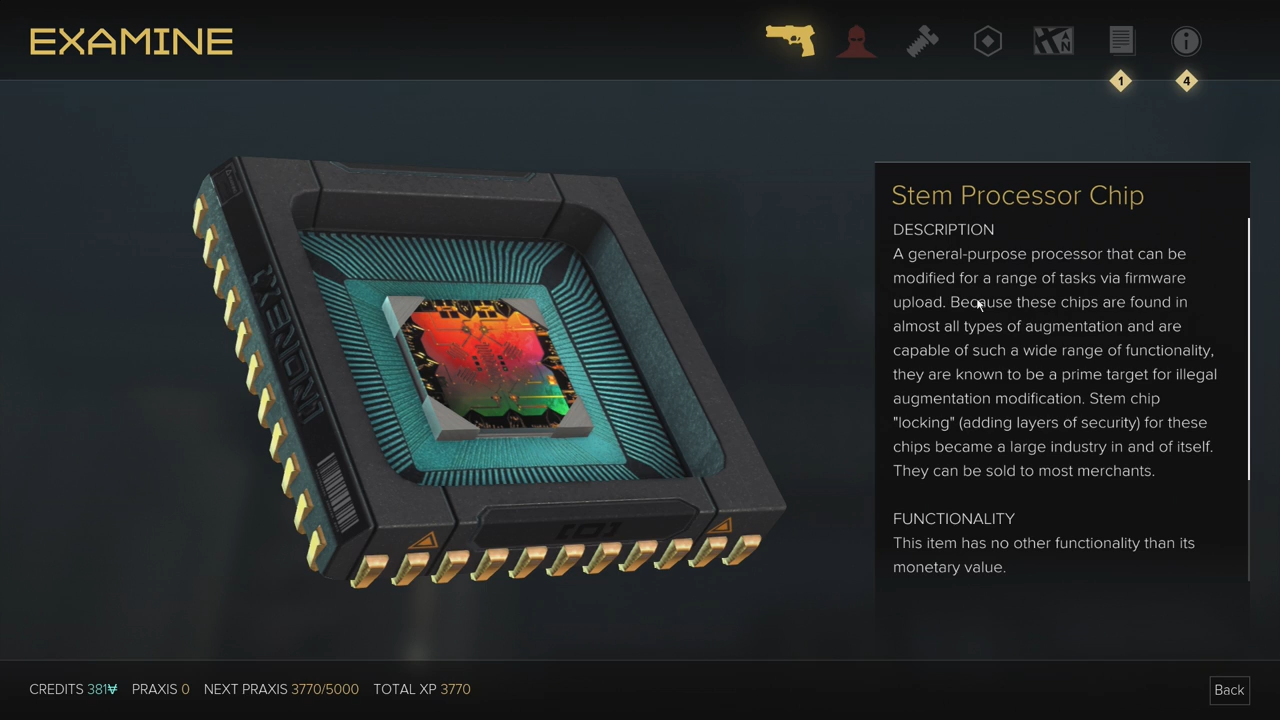 EXAMINE
1
4
Stem Processor Chip
DESCRIPTION
A general-purpose processor that can be
modified for a range of tasks via firmware
upload. Because these chips are found in
almost all types of augmentation and are
capable of such a wide range of functionality,
they are known to be a prime target for illegal
augmentation modification. Stem chip
"locking" (adding layers of security) for these
chips became a large industry in and of itself.
They can be sold to most merchants.
FUNCTIONALITY
This item has no other functionality than its
monetary value.
CREDITS 381₩ PRAXIS 0 NEXT PRAXIS 3770/5000 TOTAL XP 3770
Back